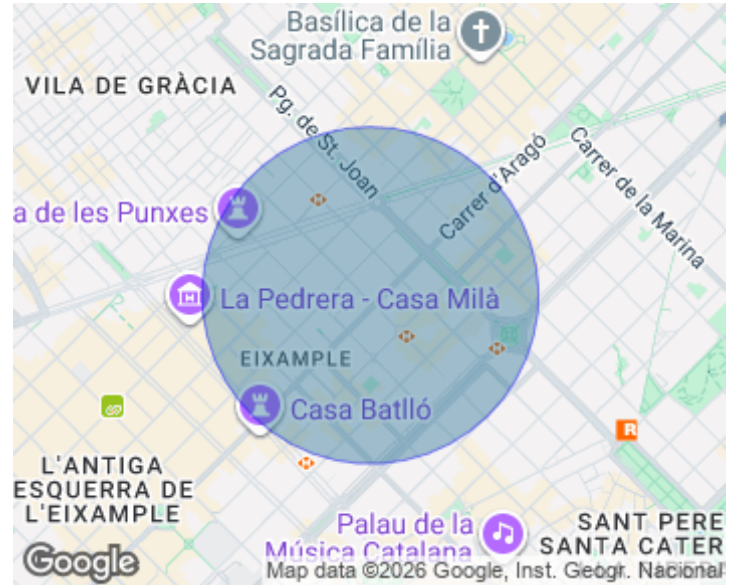 Basílica de la
Sagrada Família
VILA DE GRÀCIA
Pg. de St. Joan
Carrer d'Aragó
Carrer de la Marina
a de les Punxes
La Pedrera - Casa Milà
EIXAMPLE
Casa Batlló
R
L'ANTIGA
ESQUERRA DE
L'EIXAMPLE
Palau de la
Música Catalana
SANT PERE
SANTA CATER
Google
Map data ©2026 Google, Inst. Geogr. Nacional